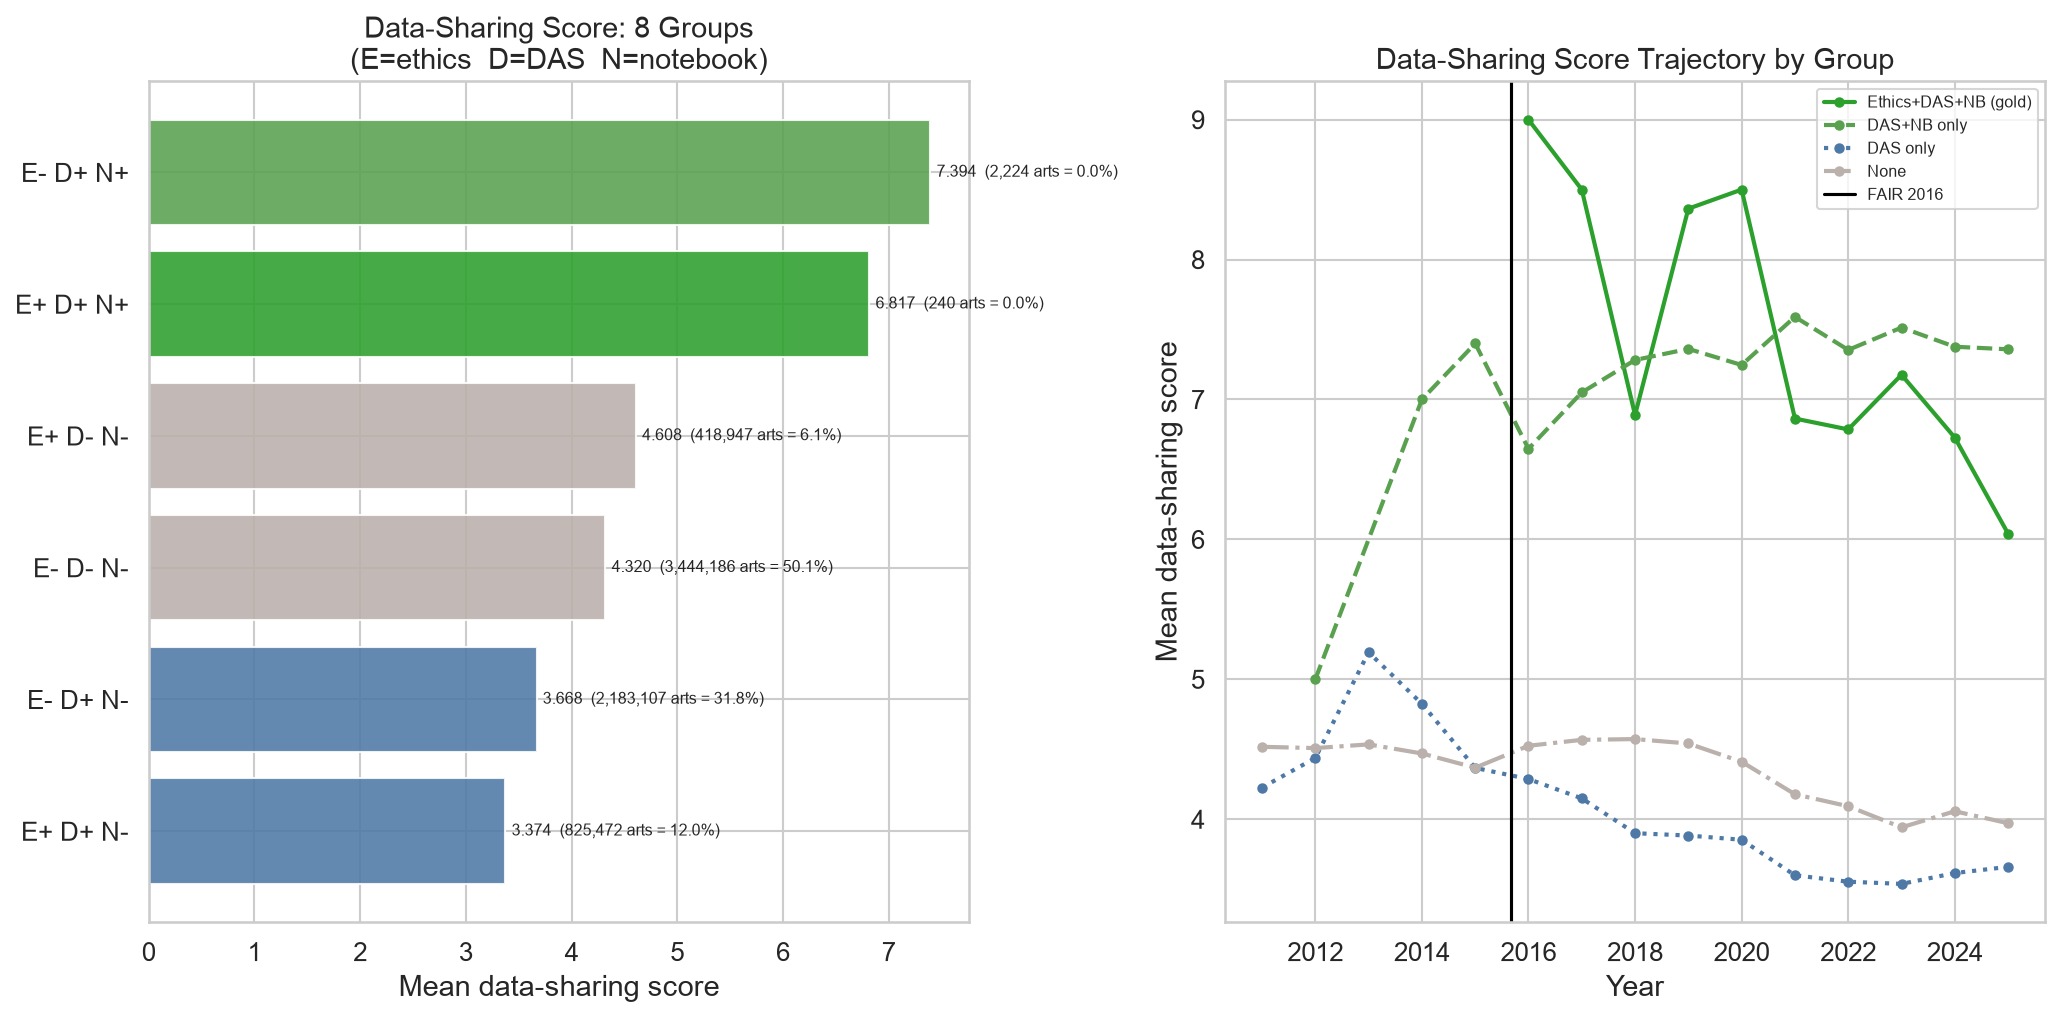 Data-Sharing Score: 8 Groups
(E=ethics  D=DAS  N=notebook)
E- D+ N+
7.394  (2,224 arts = 0.0%)
E+ D+ N+
6.817  (240 arts = 0.0%)
E+ D- N-
4.608  (418,947 arts = 6.1%)
E- D- N-
4.320  (3,444,186 arts = 50.1%)
E- D+ N-
3.668  (2,183,107 arts = 31.8%)
E+ D+ N-
3.374  (825,472 arts = 12.0%)
0 1 2 3 4 5 6 7
Mean data-sharing score
Data-Sharing Score Trajectory by Group
Ethics+DAS+NB (gold)
DAS+NB only
DAS only
None
FAIR 2016
Mean data-sharing score
9
8
7
6
5
4
2012 2014 2016 2018 2020 2022 2024
Year